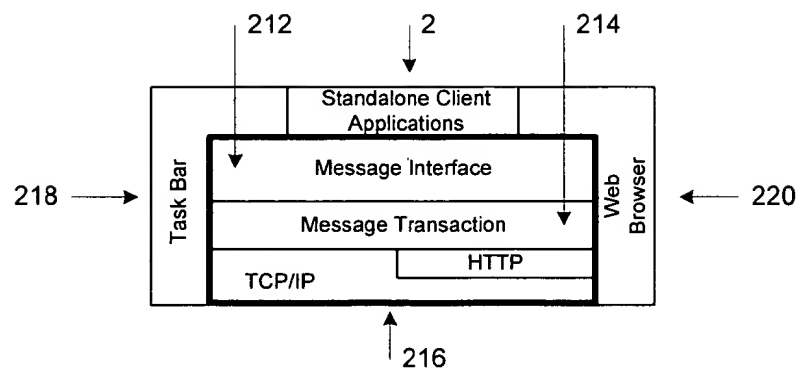 212
2
214
Standalone Client
Applications
Message Interface
218
Task Bar
Web
Browser
220
Message Transaction
HTTP
TCP/IP
216